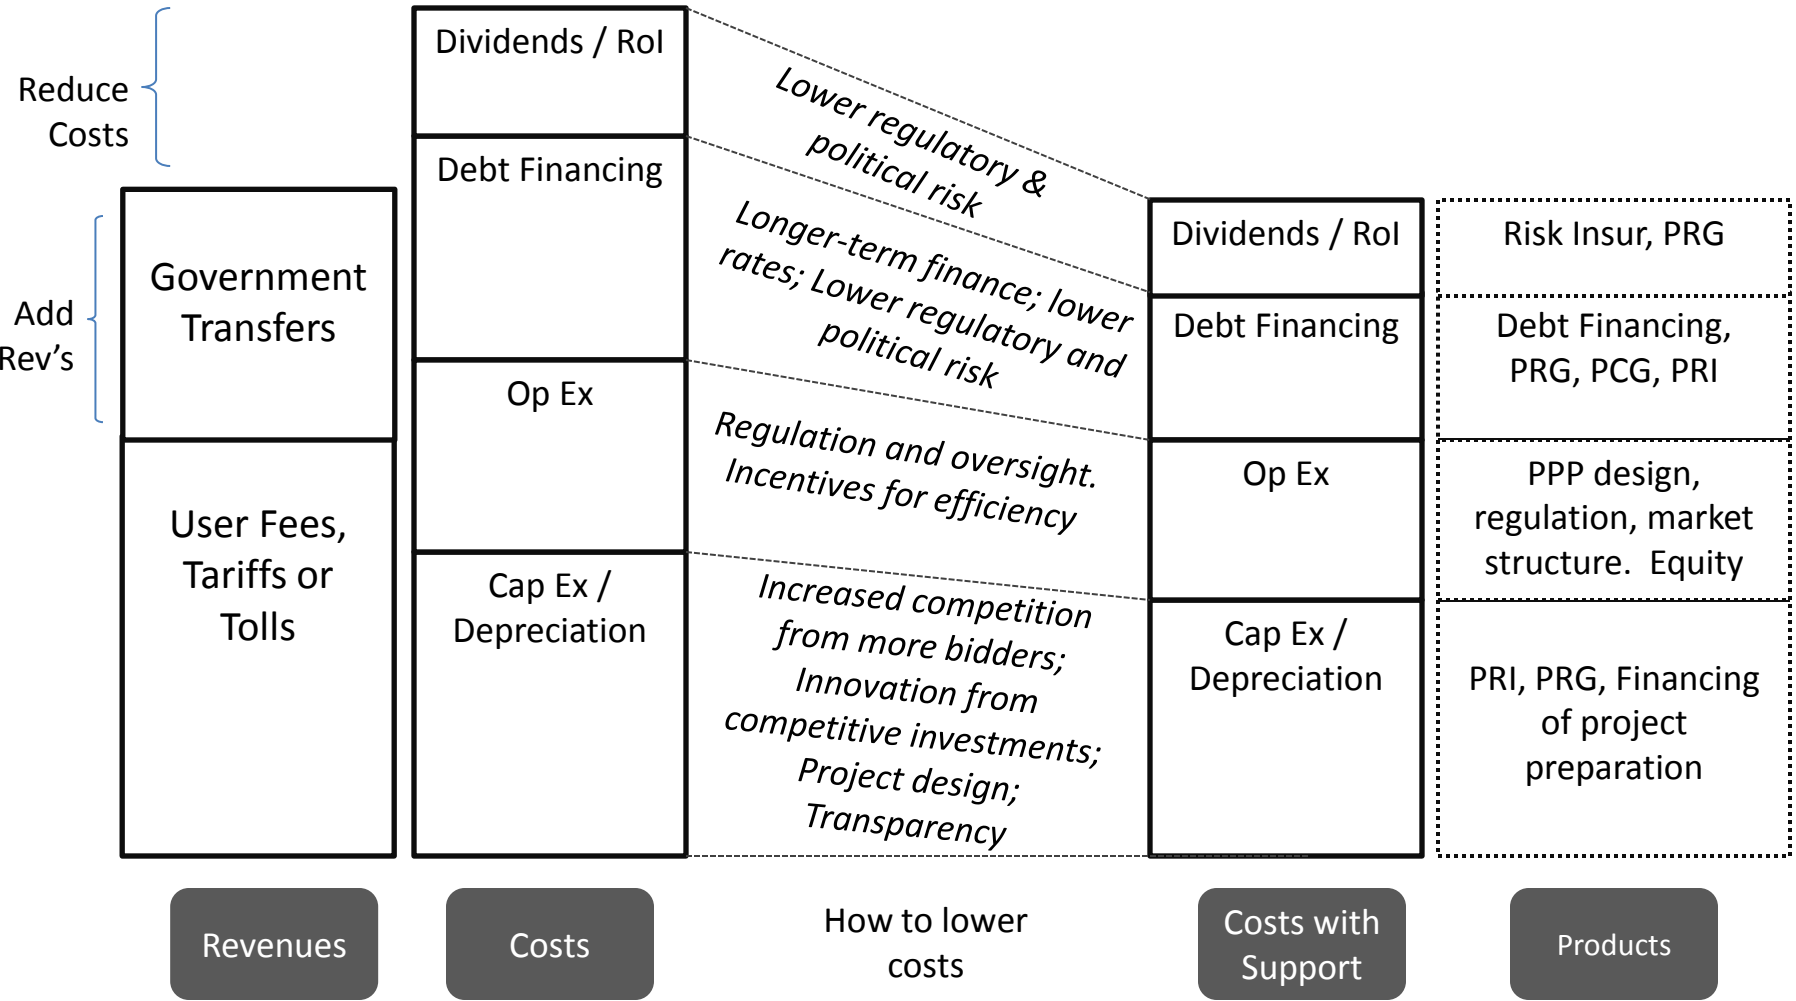 Reduce
Costs
Add
Rev's
Government
Transfers
User Fees,
Tariffs or
Tolls
Dividends / RoI
Debt Financing
Op Ex
Cap Ex /
Depreciation
Lower regulatory &
political risk
Longer-term finance; lower
rates; Lower regulatory and
political risk
Regulation and oversight.
Incentives for efficiency
Increased competition
from more bidders;
Innovation from
competitive investments;
Project design;
Transparency
Dividends / RoI
Debt Financing
Op Ex
Cap Ex /
Depreciation
Risk Insur, PRG
Debt Financing,
PRG, PCG, PRI
PPP design,
regulation, market
structure.  Equity
PRI, PRG, Financing
of project
preparation
Revenues
Costs
How to lower
costs
Costs with
Support
Products